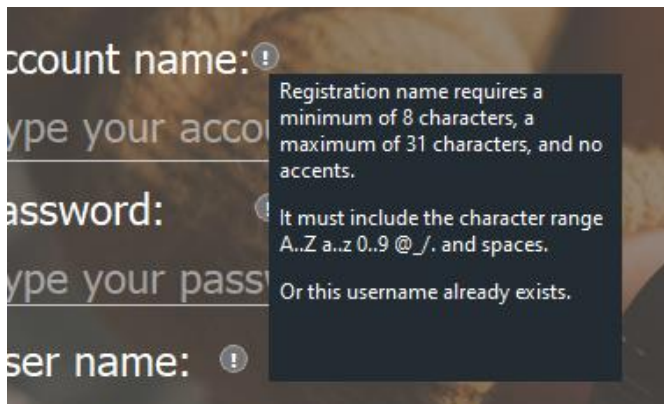 ccount name:
Registration name requires a
minimum of 8 characters, a
maximum of 31 characters, and no
accents.
It must include the character range
A..Z a..z 0..9 @_/. and spaces.
Or this username already exists.
ype your accou
assword:
ype your passw
ser name: